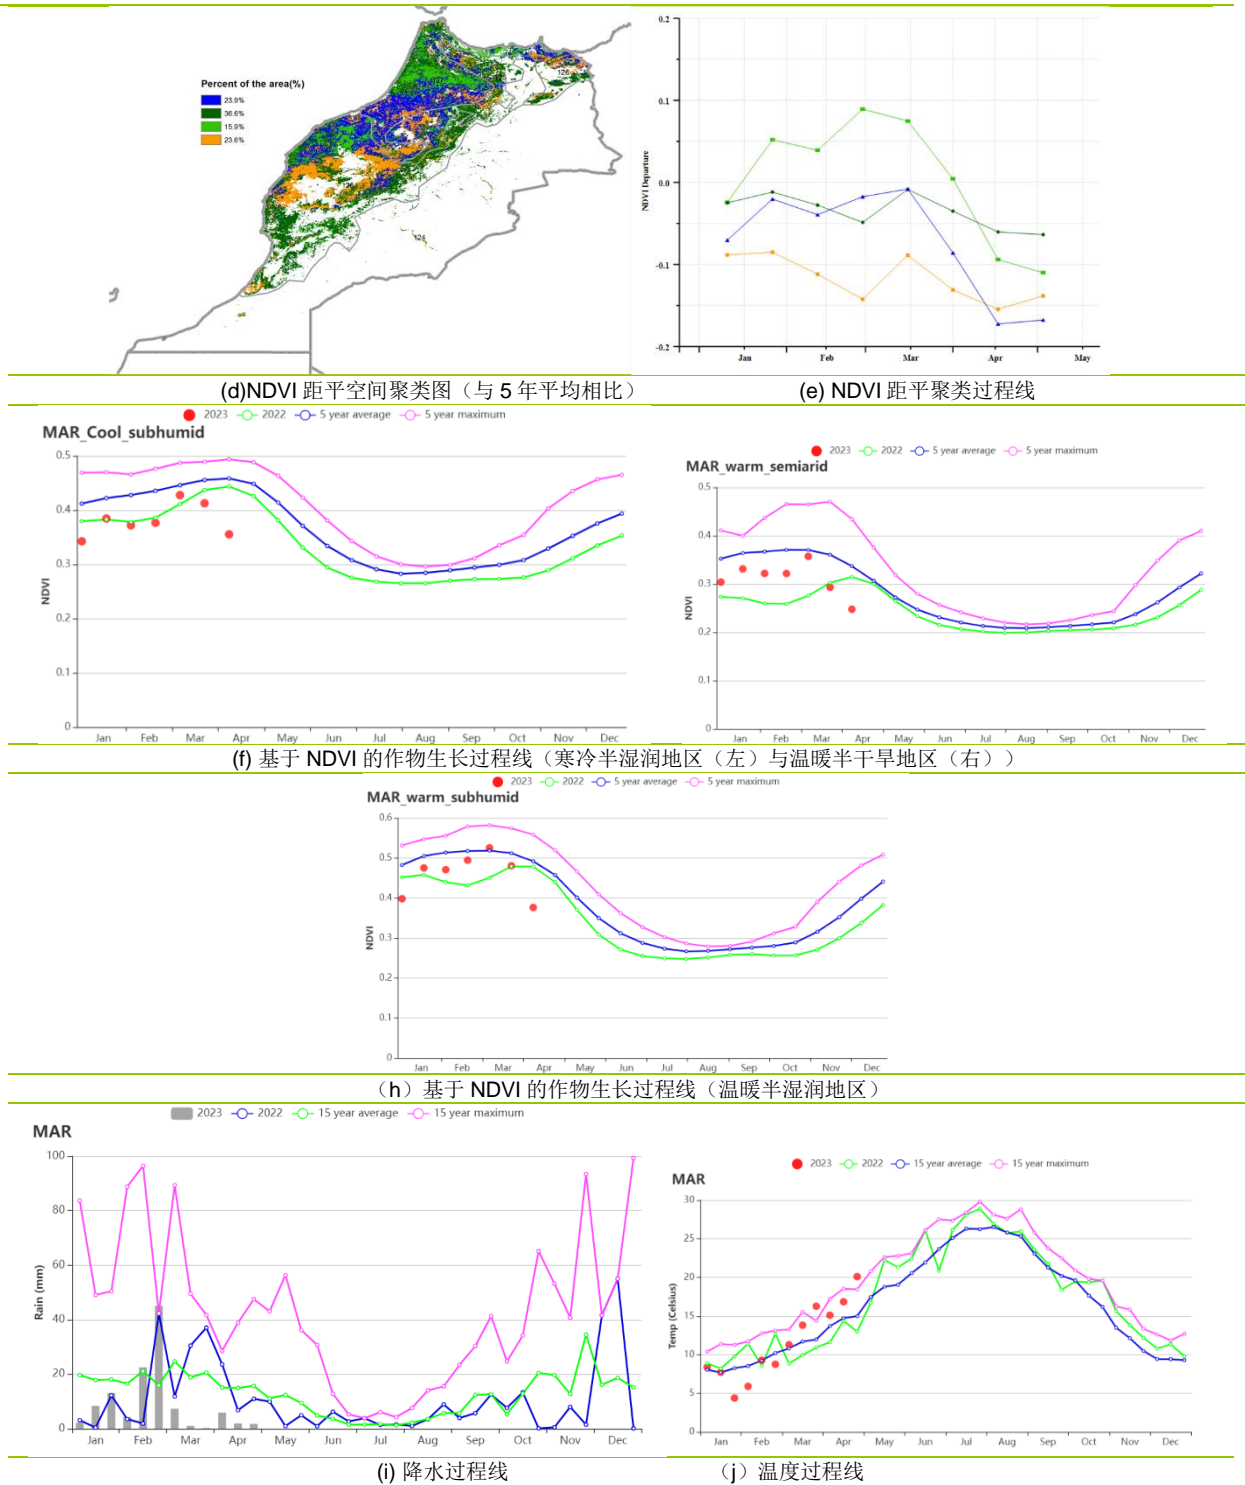 Percent of the area(%)
23.9%
36.6%
15.9%
23.6%
126
124
0.2
0.1
0.0
-0.1
-0.2
NDVI Departure
Jan Feb Mar Apr May
(d)NDVI 距平空间聚类图（与 5 年平均相比） (e) NDVI 距平聚类过程线
2023 2022 5 year average 5 year maximum
MAR_Cool_subhumid
0.5
0.4
0.3
0.2
0.1
0
NDVI
Jan Feb Mar Apr May Jun Jul Aug Sep Oct Nov Dec
2023 2022 5 year average 5 year maximum
MAR_warm_semiarid
0.5
0.4
0.3
0.2
0.1
0
NDVI
Jan Feb Mar Apr May Jun Jul Aug Sep Oct Nov Dec
(f) 基于 NDVI 的作物生长过程线（寒冷半湿润地区（左）与温暖半干旱地区（右））
2023 2022 5 year average 5 year maximum
MAR_warm_subhumid
0.6
0.5
0.4
0.3
0.2
0.1
0
NDVI
Jan Feb Mar Apr May Jun Jul Aug Sep Oct Nov Dec
（h）基于 NDVI 的作物生长过程线（温暖半湿润地区）
2023 2022 15 year average 15 year maximum
MAR
100
80
60
40
20
0
Rain (mm)
Jan Feb Mar Apr May Jun Jul Aug Sep Oct Nov Dec
2023 2022 15 year average 15 year maximum
MAR
30
25
20
15
10
5
0
Temp (Celsius)
Jan Feb Mar Apr May Jun Jul Aug Sep Oct Nov Dec
(i) 降水过程线 （j）温度过程线